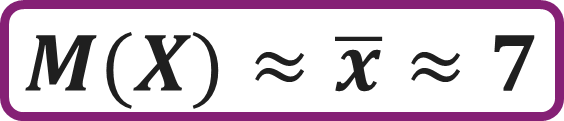 M(X) ≈ x̅ ≈ 7